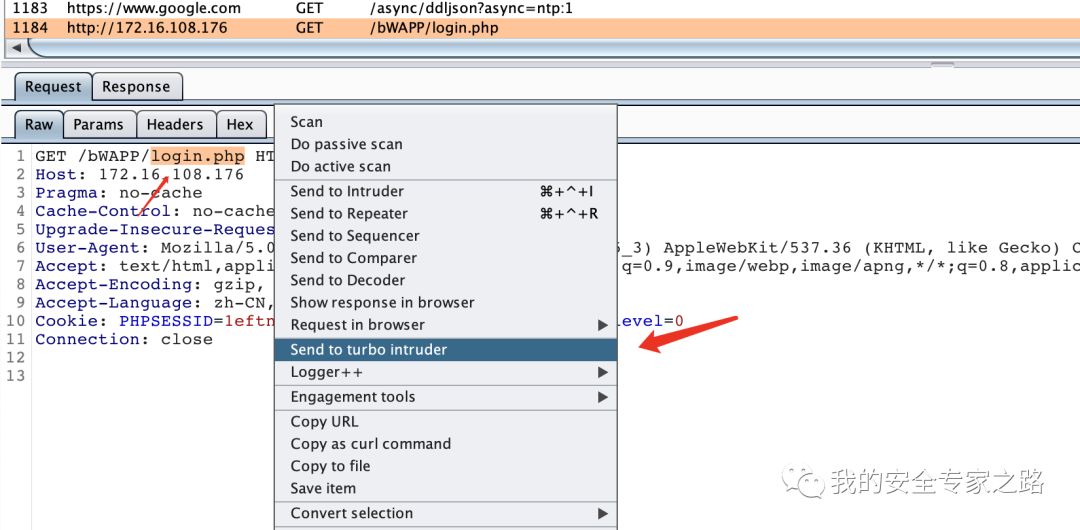 1183 https://www.google.com GET /async/ddljson?async=ntp:1
1184 http://172.16.108.176 GET /bWAPP/login.php
Request Response
Raw Params Headers Hex
1 GET /bWAPP/login.php HT
2 Host: 172.16.108.176
3 Pragma: no-cache
4 Cache-Control: no-cache
5 Upgrade-Insecure-Reques
6 User-Agent: Mozilla/5.0 5_3) AppleWebKit/537.36 (KHTML, like Gecko) C
7 Accept: text/html,appli q=0.9,image/webp,image/apng,*/*;q=0.8,applic
8 Accept-Encoding: gzip,
9 Accept-Language: zh-CN,
10 Cookie: PHPSESSID=leftn level=0
11 Connection: close
12
13
Scan
Do passive scan
Do active scan
Send to Intruder ⌘+^+I
Send to Repeater ⌘+^+R
Send to Sequencer
Send to Comparer
Send to Decoder
Show response in browser
Request in browser
Send to turbo intruder
Logger++
Engagement tools
Copy URL
Copy as curl command
Copy to file
Save item
Convert selection
我的安全专家之路